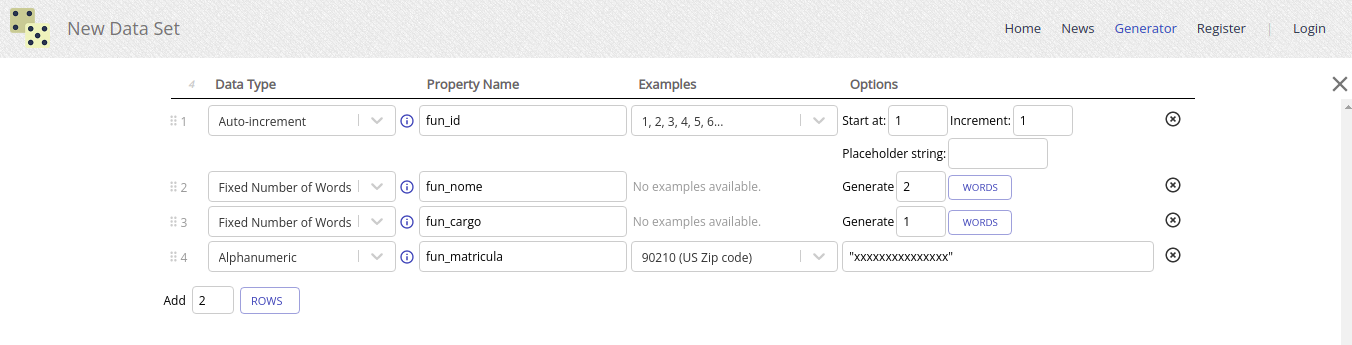 New Data Set
Home News Generator Register Login
4 Data Type Property Name Examples Options
1 Auto-increment fun_id 1, 2, 3, 4, 5, 6... Start at: 1 Increment: 1
Placeholder string:
2 Fixed Number of Words fun_nome No examples available. Generate 2 WORDS
3 Fixed Number of Words fun_cargo No examples available. Generate 1 WORDS
4 Alphanumeric fun_matricula 90210 (US Zip code) "xxxxxxxxxxxxxxx"
Add 2 ROWS